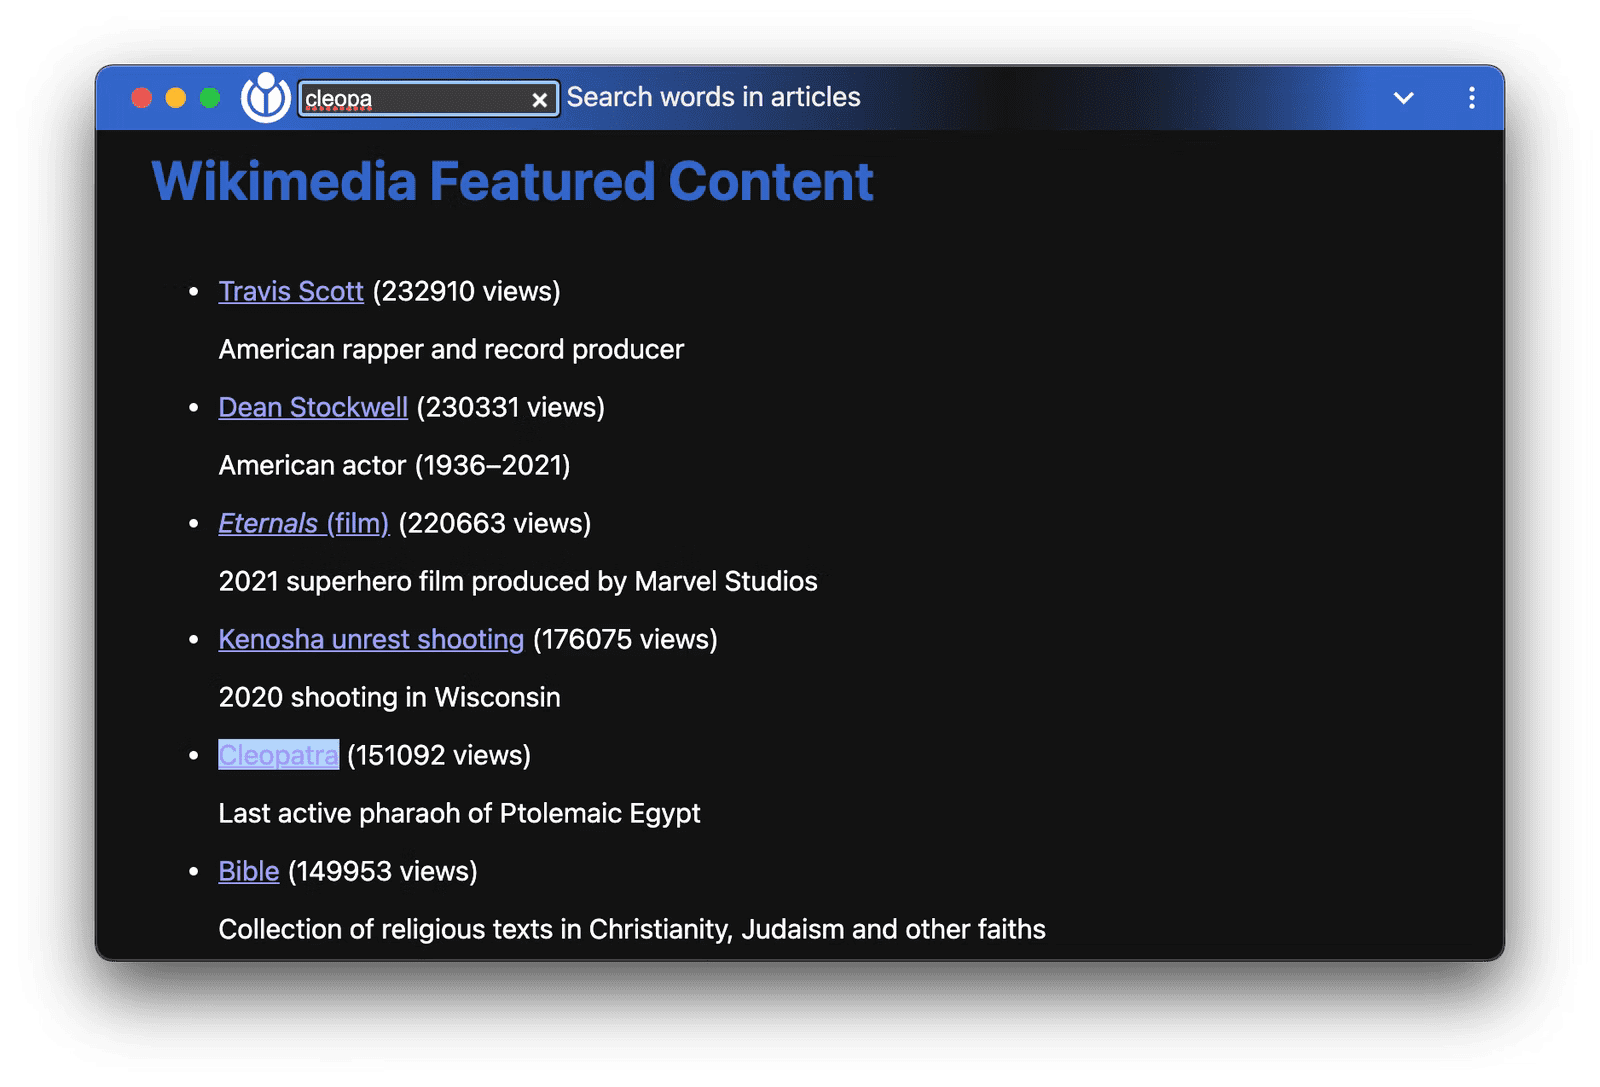 cleopa Search words in articles
Wikimedia Featured Content
Travis Scott (232910 views)
American rapper and record producer
Dean Stockwell (230331 views)
American actor (1936–2021)
Eternals (film) (220663 views)
2021 superhero film produced by Marvel Studios
Kenosha unrest shooting (176075 views)
2020 shooting in Wisconsin
Cleopatra (151092 views)
Last active pharaoh of Ptolemaic Egypt
Bible (149953 views)
Collection of religious texts in Christianity, Judaism and other faiths